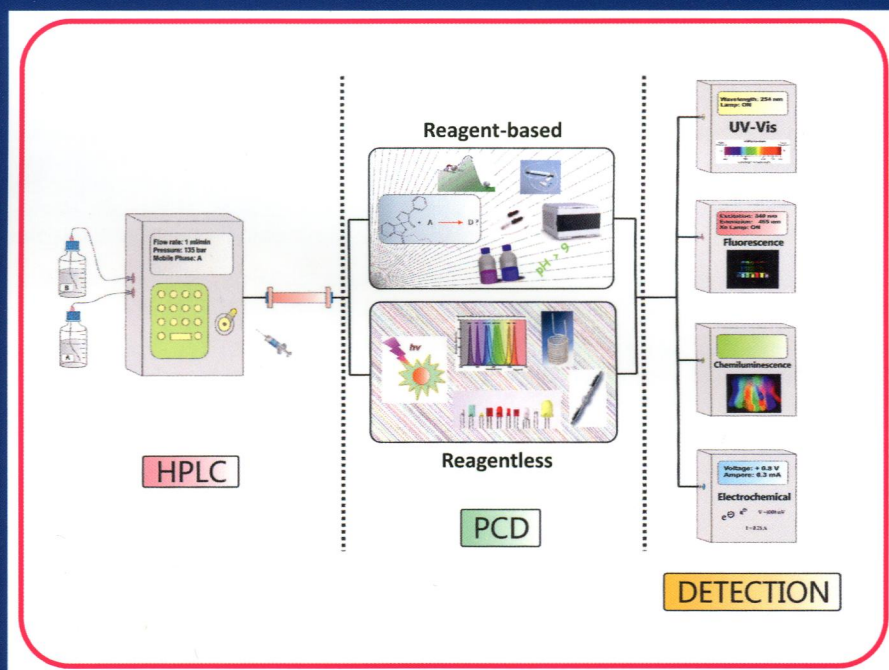 B
A
Flow rate: 1 ml/min
Pressure: 135 bar
Mobile Phase: A
HPLC
Reagent-based
+ A
pH > 9
hv
Reagentless
PCD
Wavelength: 254 nm
Lamp: ON
UV-Vis
Excitation: 340 nm
Emission: 455 nm
Xe Lamp: ON
Fluorescence
Chemiluminescence
Voltage: + 0.8 V
Ampere: 0.3 mA
Electrochemical
DETECTION